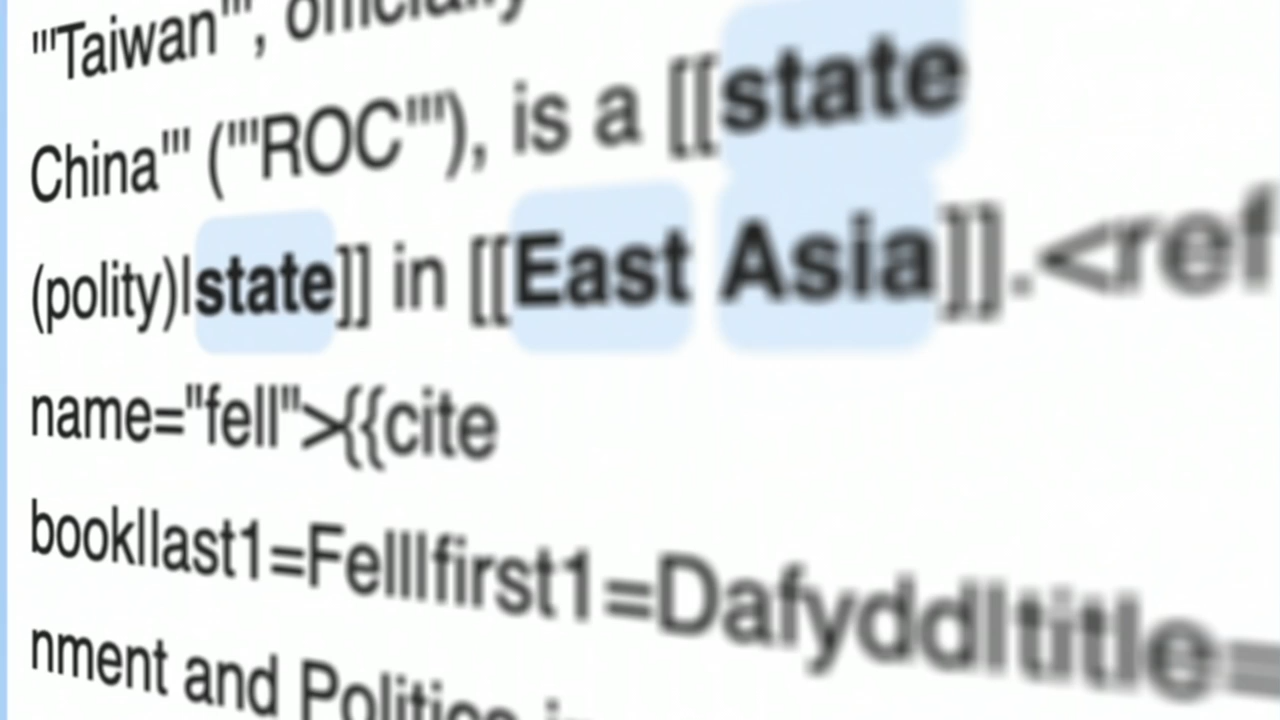 '''Taiwan''', officially
China''' ('''ROC'''), is a [[state
(polity)|state]] in [[East Asia]].<ref
name="fell">{{cite
book|last1=Fell|first1=Dafydd|title=
nment and Politics in